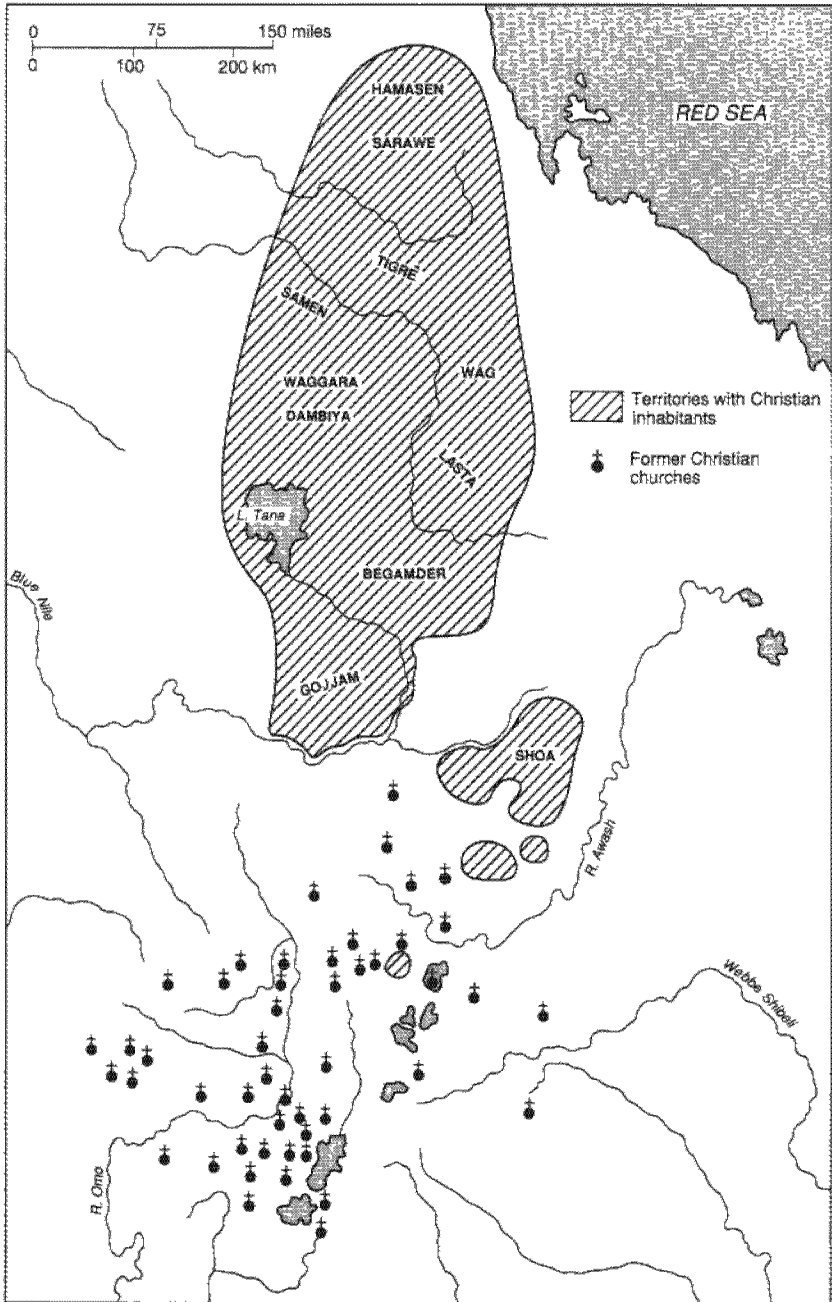 0 75 150 miles
0 100 200 km
HAMASEN
RED SEA
SARAWE
TIGRE
SAMEN
WAG
WAGGARA
Territories with Christian
inhabitants
DAMBIYA
LASTA
Former Christian
churches
L. Tana
BEGAMDER
Blue Nile
GOJJAM
SHOA
R. Awash
Webbe Shibeli
R. Omo